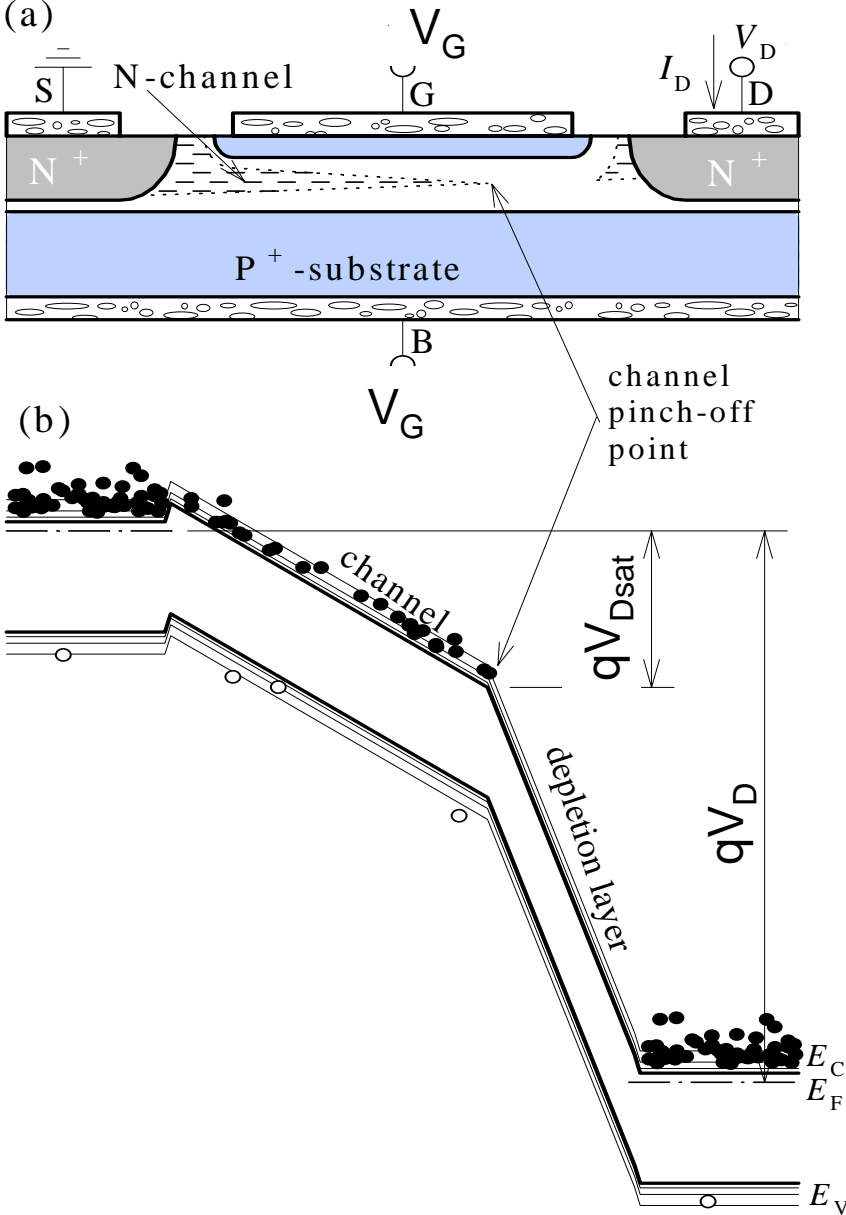 (a)
V_G
I_D
V_D
N-channel
S
G
D
N⁺
N⁺
P⁺-substrate
B
V_G
channel
pinch-off
point
(b)
channel
qV_Dsat
qV_D
depletion layer
E_C
E_F
E_V